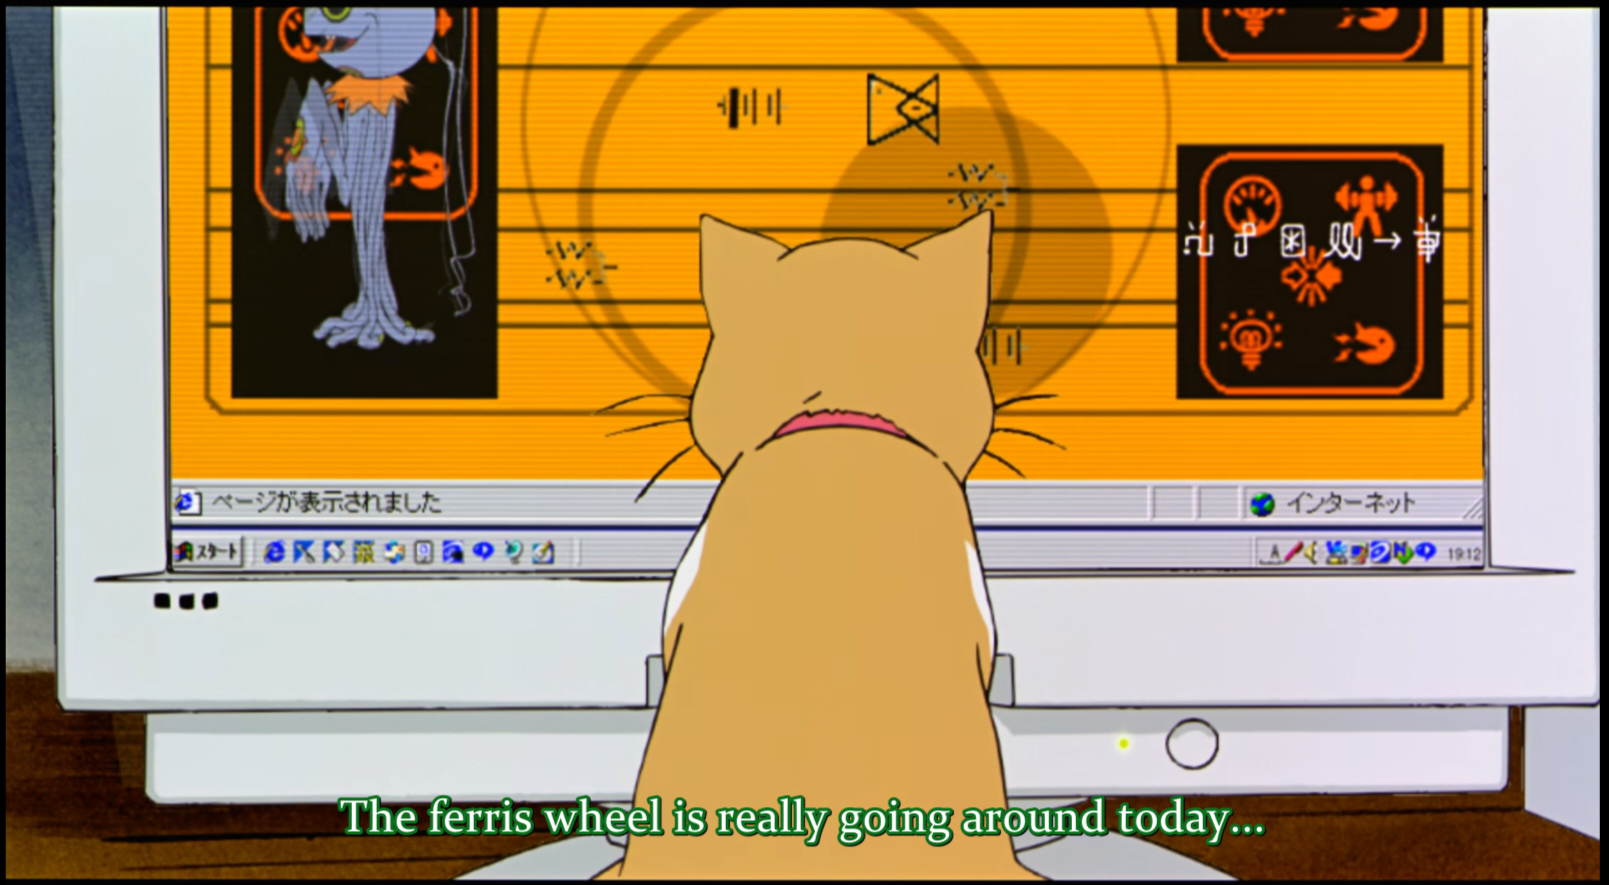 ページが表示されました
インターネット
スタート
A
19:12
The ferris wheel is really going around today...